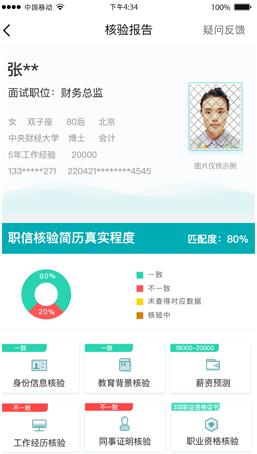 中国移动
下午4:34
100%
核验报告
疑问反馈
张**
面试职位：财务总监
女 双子座 80后 北京
中央财经大学 博士 会计
5年工作经验 20000
133*****271 220421********4545
图片仅供示例
职信核验简历真实程度
匹配度：80%
80%
20%
一致
不一致
未查得对应数据
核验中
一致
身份信息核验
一致
教育背景核验
19000~20000
薪资预测
不一致
工作经历核验
不一致
同事证明核验
3项职业资格证书
职业资格核验